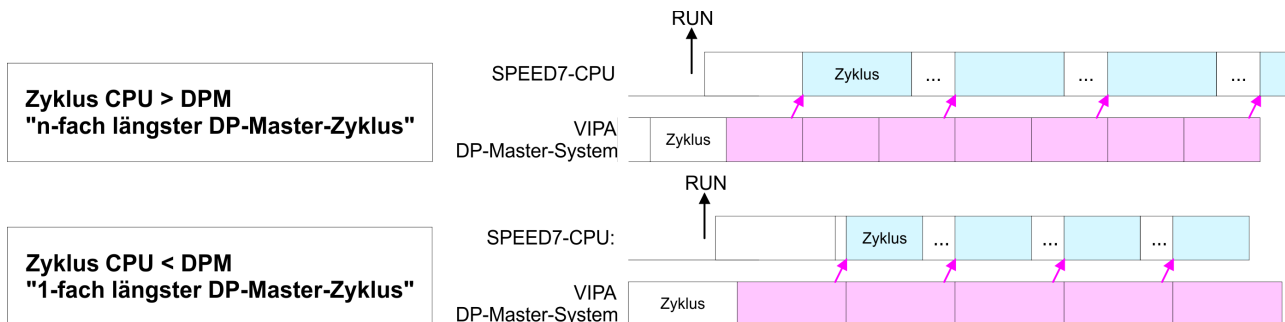 RUN
Zyklus CPU > DPM
"n-fach längster DP-Master-Zyklus"
SPEED7-CPU
Zyklus
...
...
...
VIPA
DP-Master-System
Zyklus
RUN
Zyklus CPU < DPM
"1-fach längster DP-Master-Zyklus"
SPEED7-CPU:
Zyklus
...
...
...
VIPA
DP-Master-System
Zyklus